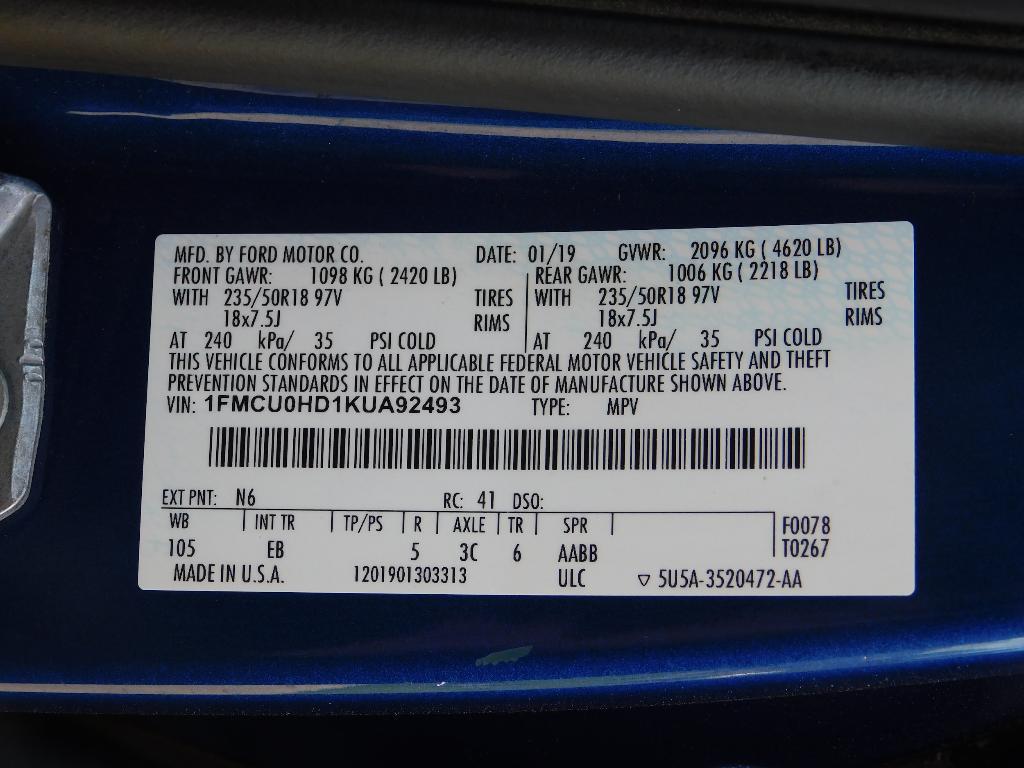 MFD. BY FORD MOTOR CO. DATE: 01/19 GVWR: 2096 KG ( 4620 LB)
FRONT GAWR: 1098 KG ( 2420 LB) REAR GAWR: 1006 KG ( 2218 LB)
WITH 235/50R18 97V TIRES WITH 235/50R18 97V TIRES
18x7.5J RIMS 18x7.5J RIMS
AT 240 kPa/ 35 PSI COLD AT 240 kPa/ 35 PSI COLD
THIS VEHICLE CONFORMS TO ALL APPLICABLE FEDERAL MOTOR VEHICLE SAFETY AND THEFT
PREVENTION STANDARDS IN EFFECT ON THE DATE OF MANUFACTURE SHOWN ABOVE.
VIN: 1FMCU0HD1KUA92493 TYPE: MPV
EXT PNT: N6 RC: 41 DSO:
WB INT TR TP/PS R AXLE TR SPR F0078
105 EB 5 3C 6 AABB T0267
MADE IN U.S.A. 1201901303313 ULC ▽ 5U5A-3520472-AA